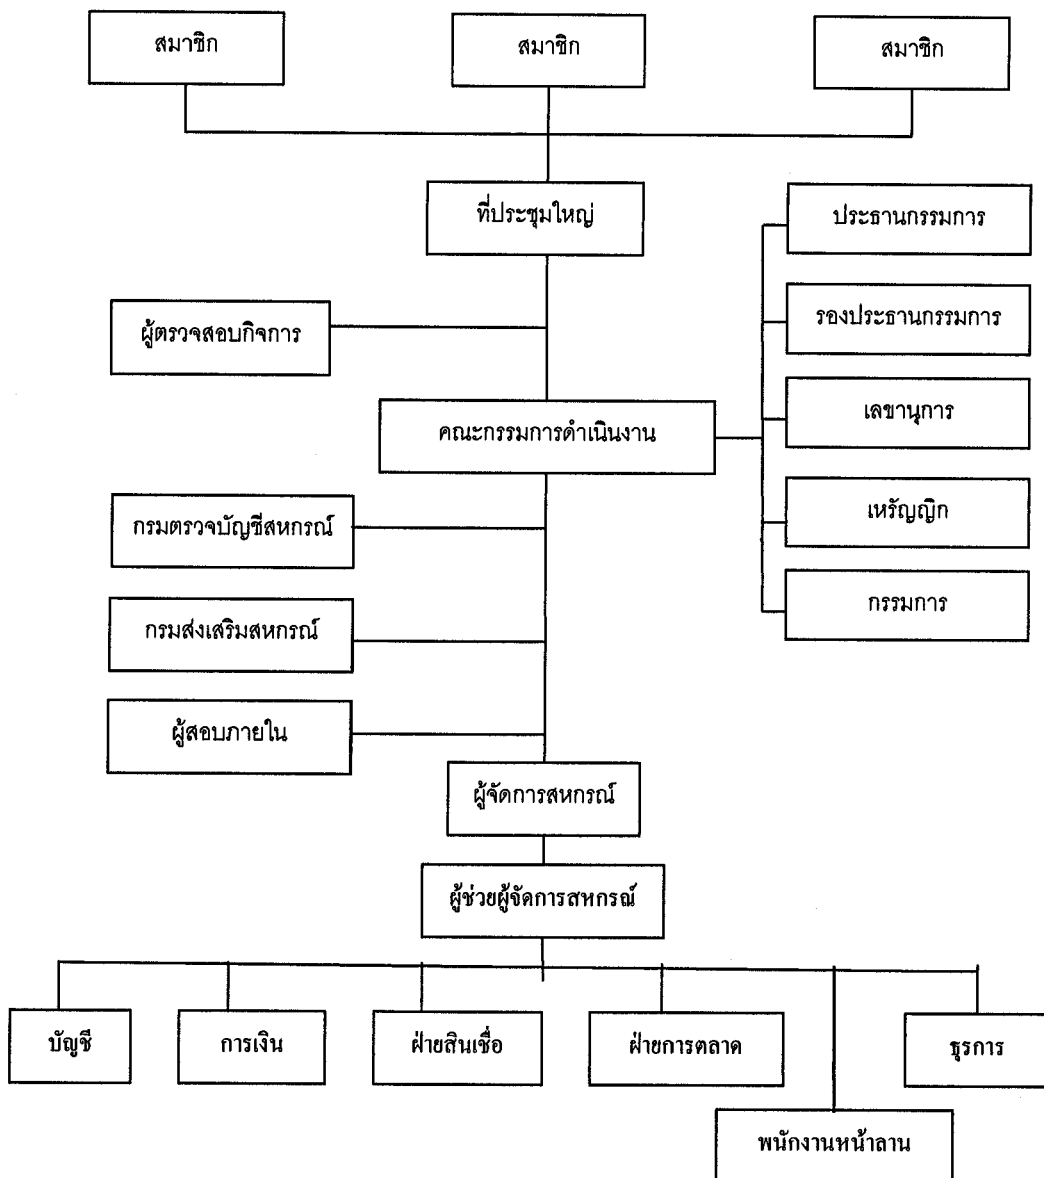 สมาชิก
สมาชิก
สมาชิก
ที่ประชุมใหญ่
ประธานกรรมการ
ผู้ตรวจสอบกิจการ
รองประธานกรรมการ
คณะกรรมการดำเนินงาน
เลขานุการ
กรมตรวจบัญชีสหกรณ์
เหรัญญิก
กรมส่งเสริมสหกรณ์
กรรมการ
ผู้สอบภายใน
ผู้จัดการสหกรณ์
ผู้ช่วยผู้จัดการสหกรณ์
บัญชี
การเงิน
ฝ่ายสินเชื่อ
ฝ่ายการตลาด
ธุรการ
พนักงานหน้าลาน